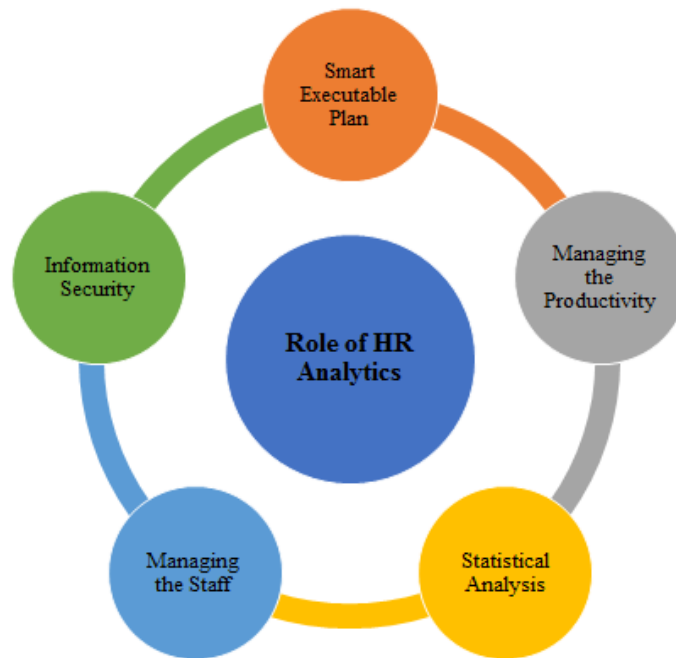 Smart
Executable
Plan
Information
Security
Managing
the
Productivity
Role of HR
Analytics
Managing
the Staff
Statistical
Analysis